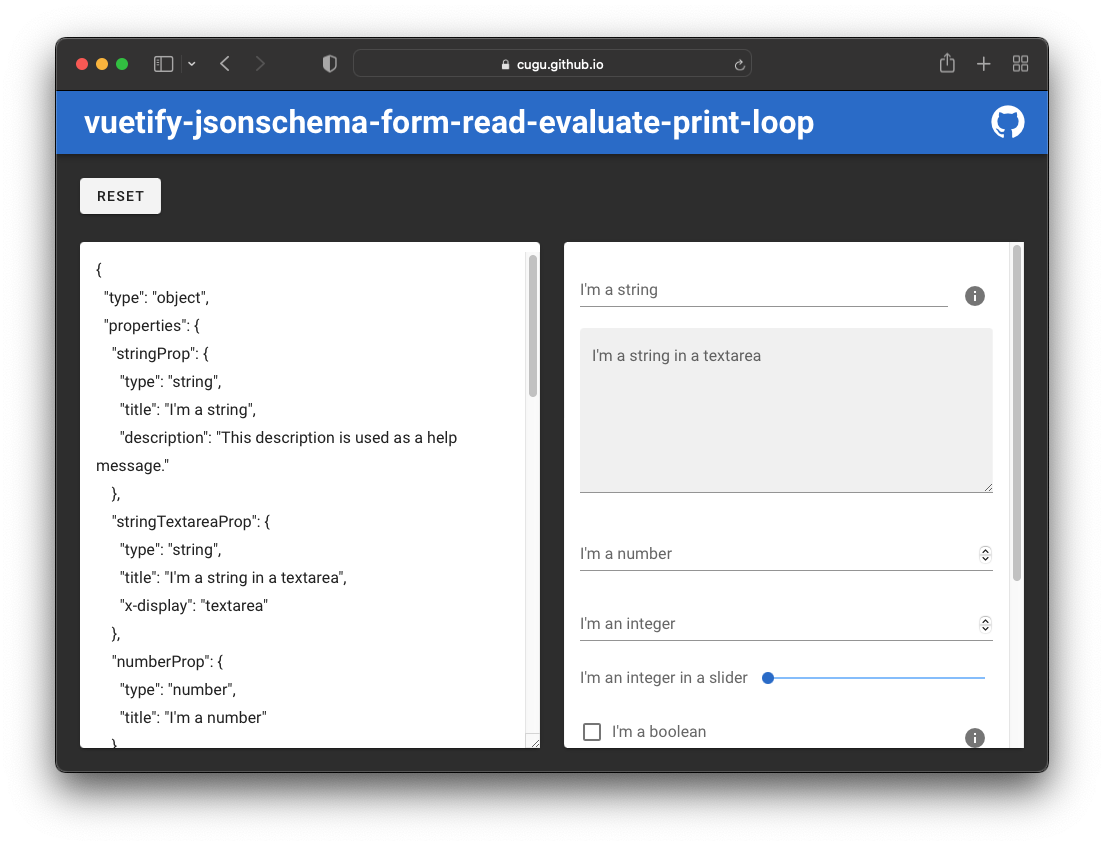 cugu.github.io
vuetify-jsonschema-form-read-evaluate-print-loop
RESET
{
"type": "object",
"properties": {
"stringProp": {
"type": "string",
"title": "I'm a string",
"description": "This description is used as a help
message."
},
"stringTextareaProp": {
"type": "string",
"title": "I'm a string in a textarea",
"x-display": "textarea"
},
"numberProp": {
"type": "number",
"title": "I'm a number"
}
I'm a string
I'm a string in a textarea
I'm a number
I'm an integer
I'm an integer in a slider
I'm a boolean